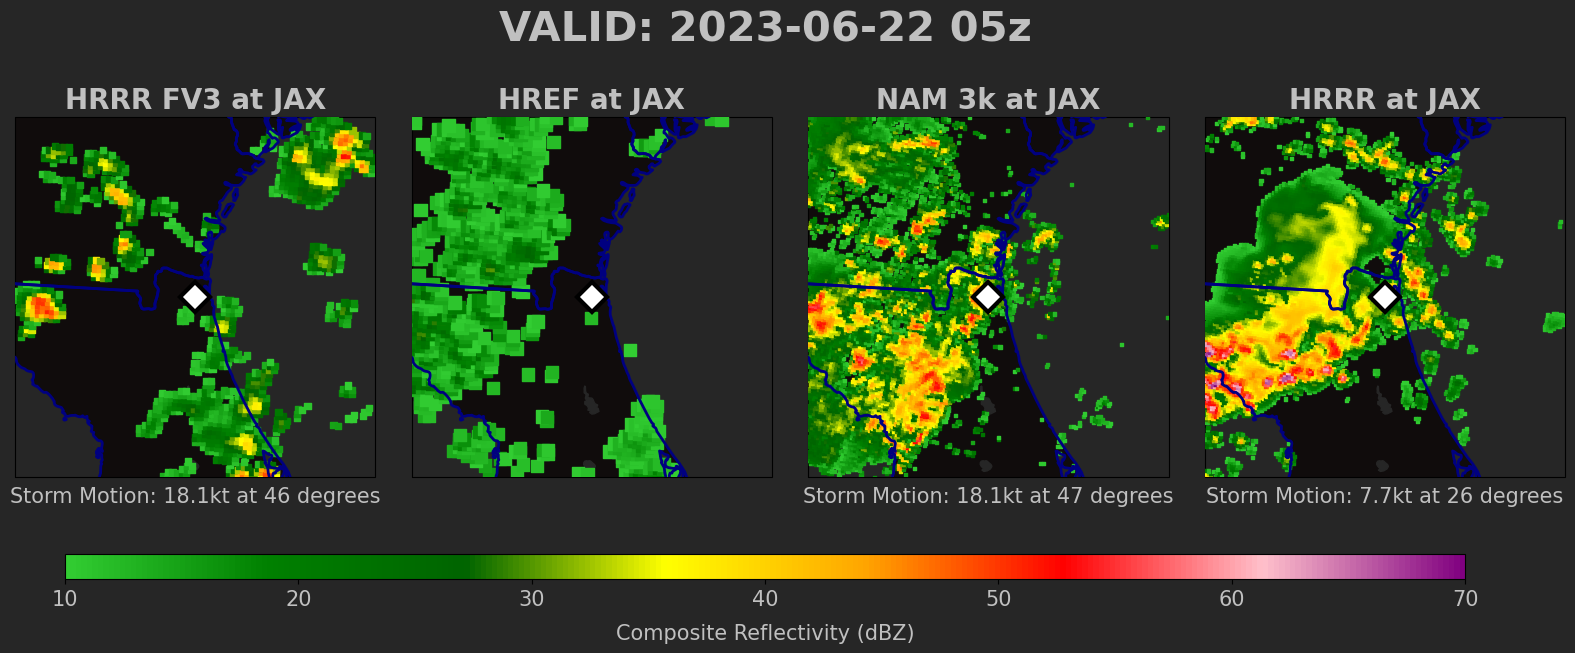 VALID: 2023-06-22 05z
HRRR FV3 at JAX
HREF at JAX
NAM 3k at JAX
HRRR at JAX
Storm Motion: 18.1kt at 46 degrees
Storm Motion: 18.1kt at 47 degrees
Storm Motion: 7.7kt at 26 degrees
10 20 30 40 50 60 70
Composite Reflectivity (dBZ)